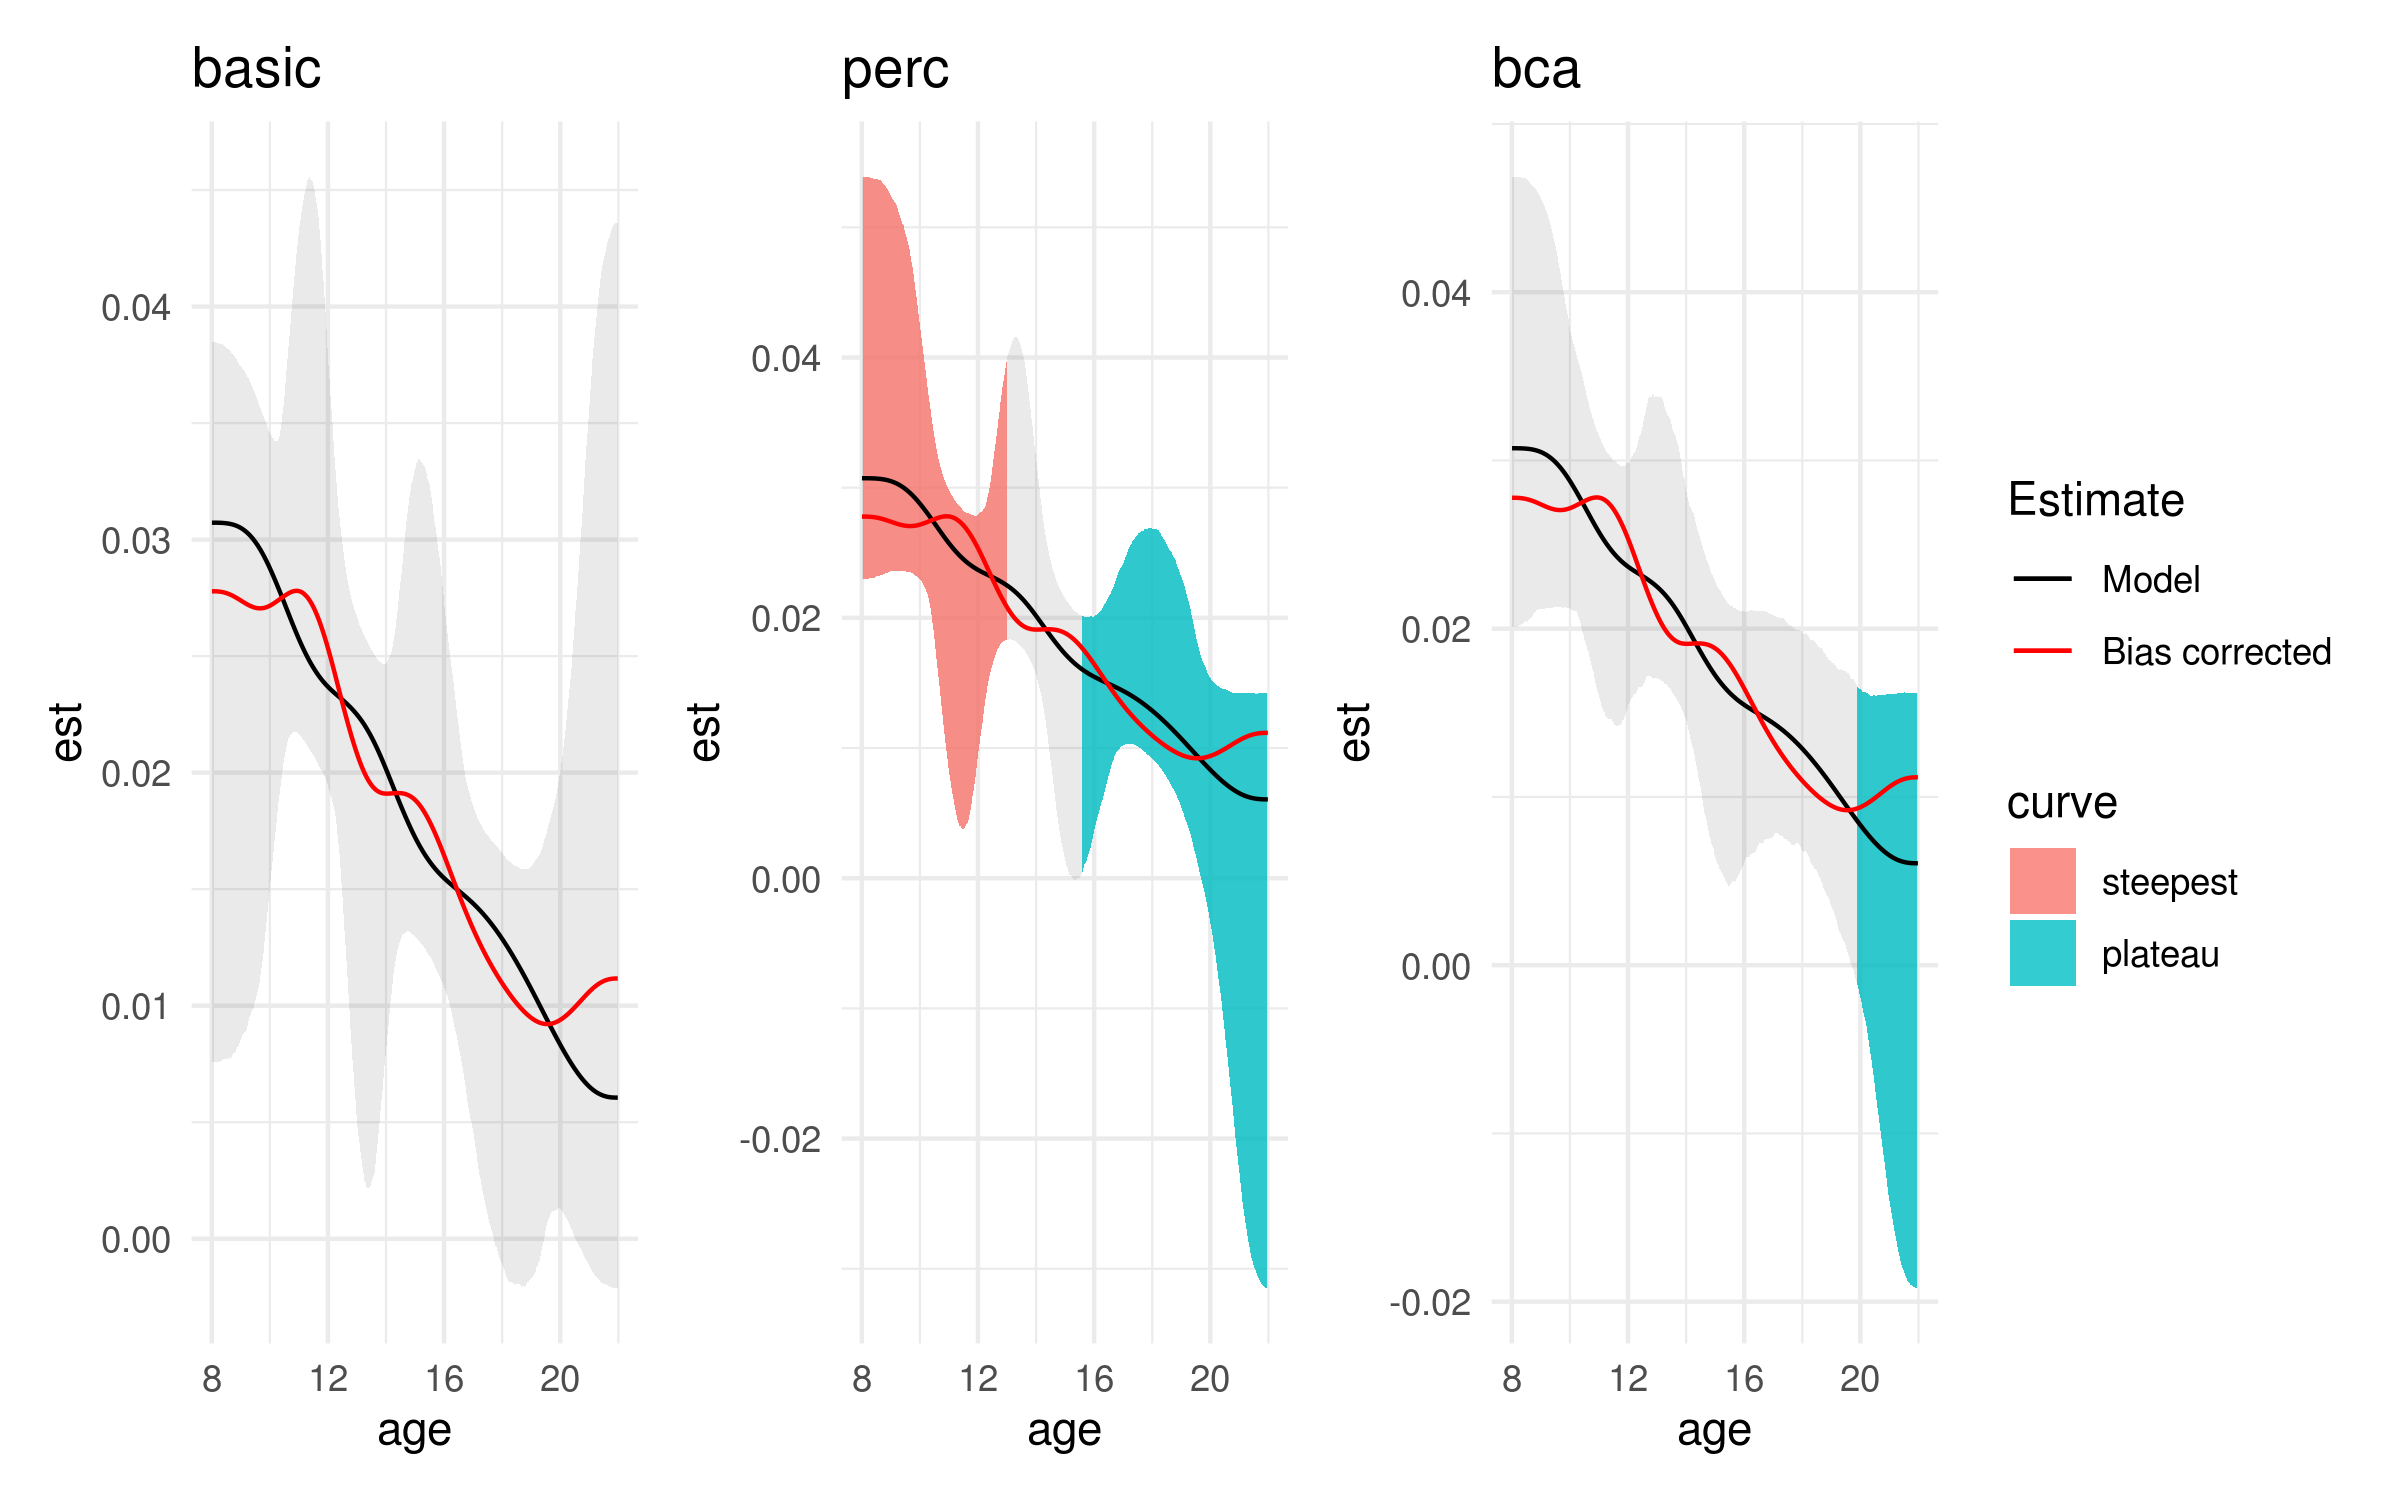 basic
perc
bca
est
0.04
0.03
0.02
0.01
0.00
8 12 16 20
age
est
0.04
0.02
0.00
-0.02
8 12 16 20
age
est
0.04
0.02
0.00
-0.02
8 12 16 20
age
Estimate
Model
Bias corrected
curve
steepest
plateau